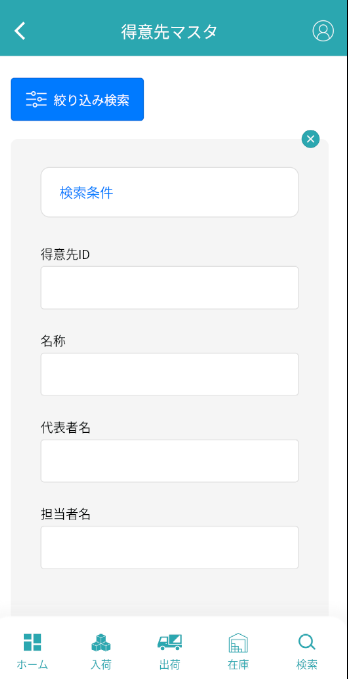 得意先マスタ
絞り込み検索
検索条件
得意先ID
名称
代表者名
担当者名
ホーム
入荷
出荷
在庫
検索